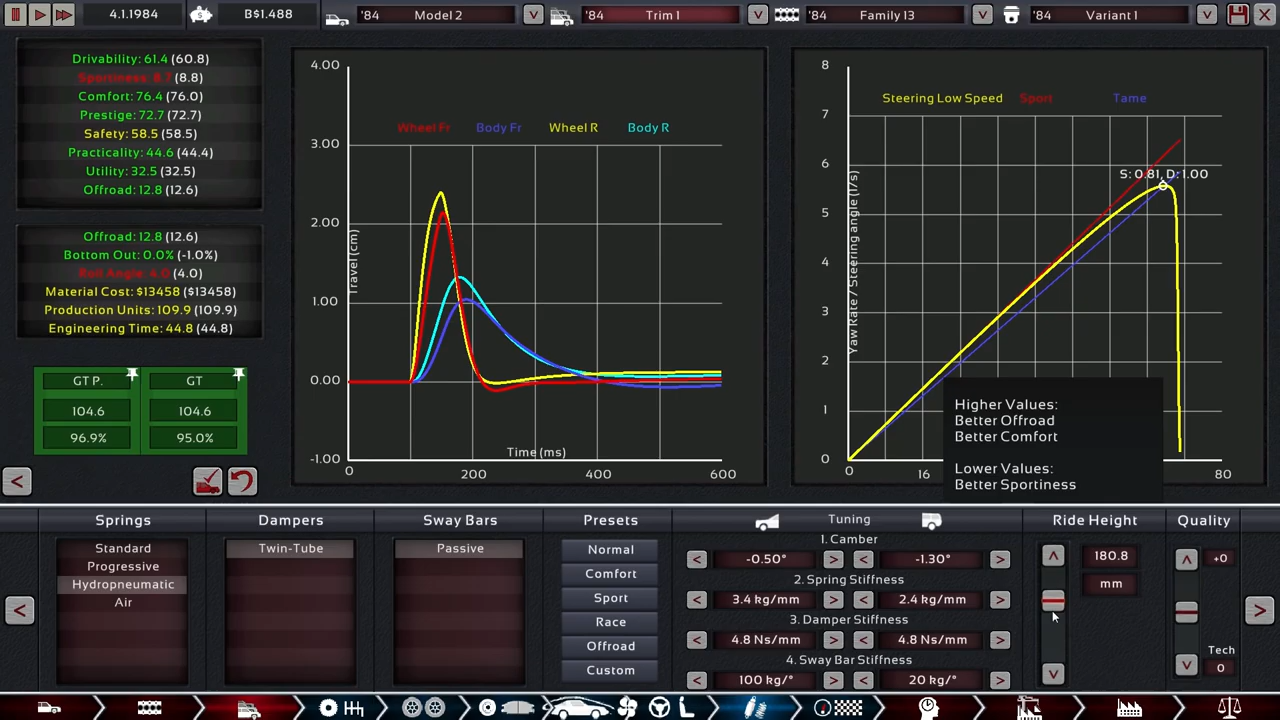 4.1.1984 B$1.488 '84 Model 2 '84 Trim 1 '84 Family 13 '84 Variant 1
Drivability: 61.4 (60.8)
Sportiness: 8.7 (8.8)
Comfort: 76.4 (76.0)
Prestige: 72.7 (72.7)
Safety: 58.5 (58.5)
Practicality: 44.6 (44.4)
Utility: 32.5 (32.5)
Offroad: 12.8 (12.6)
Offroad: 12.8 (12.6)
Bottom Out: 0.0% (-1.0%)
Roll Angle: 4.0 (4.0)
Material Cost: $13458 ($13458)
Production Units: 109.9 (109.9)
Engineering Time: 44.8 (44.8)
GT P. GT
104.6 104.6
96.9% 95.0%
4.00
3.00
2.00
1.00
0.00
-1.00
Travel (cm)
Wheel Fr Body Fr Wheel R Body R
Time (ms)
0 200 400 600
8
7
6
5
4
3
2
1
0
Yaw Rate / Steering angle (1/s)
Steering Low Speed Sport Tame
S: 0.81, D: 1.00
0 16 80
Higher Values:
Better Offroad
Better Comfort
Lower Values:
Better Sportiness
Springs Dampers Sway Bars Presets Tuning Ride Height Quality
Standard
Progressive
Hydropneumatic
Air
Twin-Tube
Passive
Normal
Comfort
Sport
Race
Offroad
Custom
1. Camber
-0.50° -1.30°
2. Spring Stiffness
3.4 kg/mm 2.4 kg/mm
3. Damper Stiffness
4.8 Ns/mm 4.8 Ns/mm
4. Sway Bar Stiffness
100 kg/° 20 kg/°
180.8
mm
+0
Tech
0